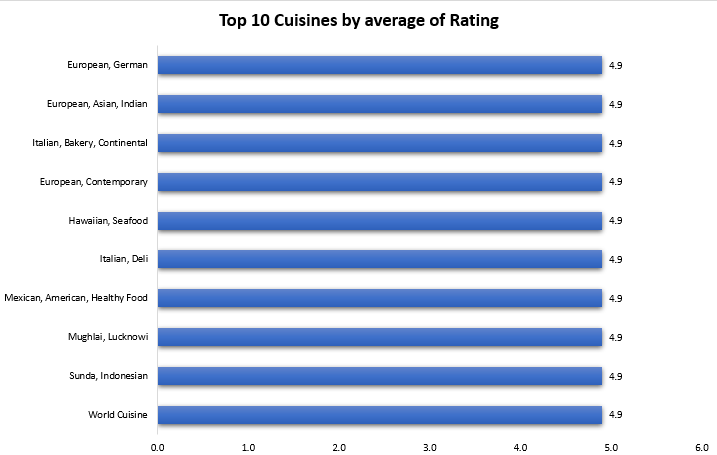 Top 10 Cuisines by average of Rating
European, German 4.9
European, Asian, Indian 4.9
Italian, Bakery, Continental 4.9
European, Contemporary 4.9
Hawaiian, Seafood 4.9
Italian, Deli 4.9
Mexican, American, Healthy Food 4.9
Mughlai, Lucknowi 4.9
Sunda, Indonesian 4.9
World Cuisine 4.9
0.0 1.0 2.0 3.0 4.0 5.0 6.0